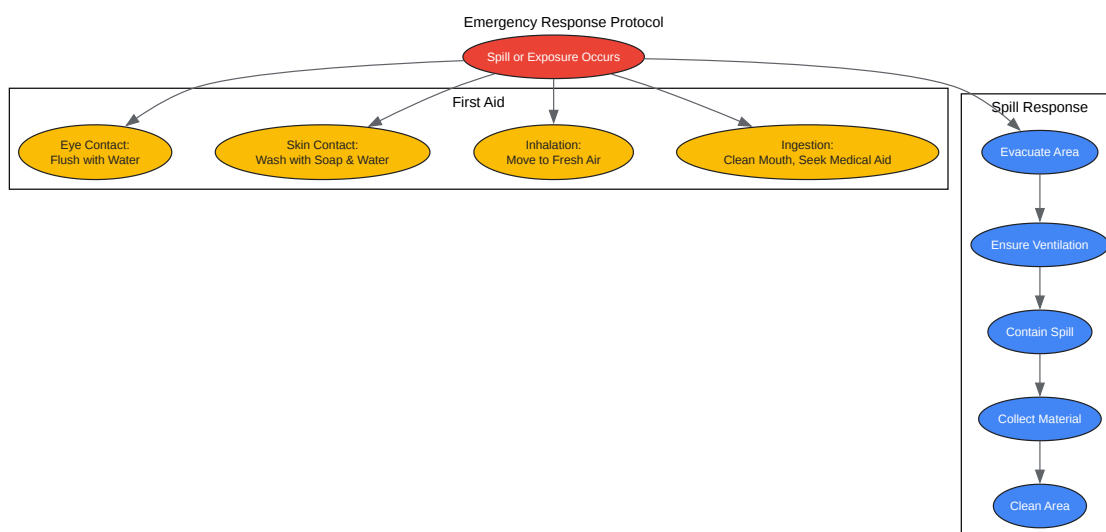 Emergency Response Protocol
Spill or Exposure Occurs
First Aid
Eye Contact:
Flush with Water
Skin Contact:
Wash with Soap & Water
Inhalation:
Move to Fresh Air
Ingestion:
Clean Mouth, Seek Medical Aid
Spill Response
Evacuate Area
Ensure Ventilation
Contain Spill
Collect Material
Clean Area